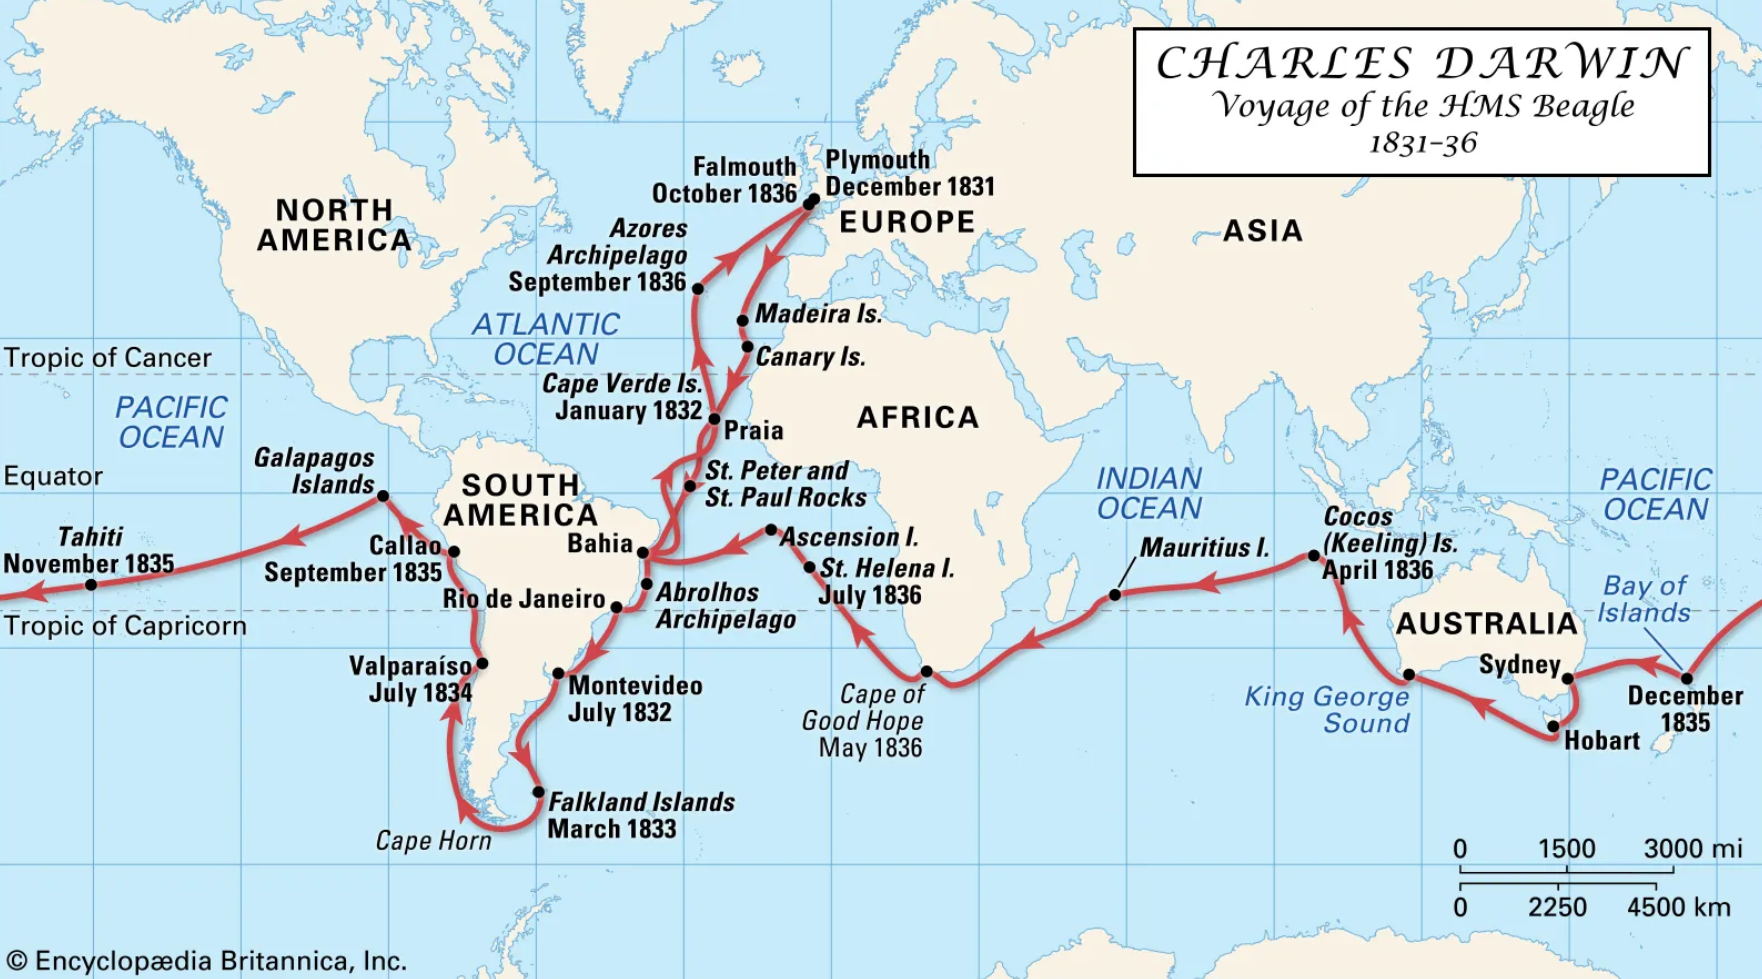 CHARLES DARWIN
Voyage of the HMS Beagle
1831–36
Falmouth
October 1836
Plymouth
December 1831
NORTH
AMERICA
EUROPE
ASIA
Azores
Archipelago
September 1836
ATLANTIC
OCEAN
Madeira Is.
Canary Is.
Tropic of Cancer
Cape Verde Is.
January 1832
Praia
AFRICA
PACIFIC
OCEAN
Galapagos
Islands
Equator
SOUTH
AMERICA
St. Peter and
St. Paul Rocks
INDIAN
OCEAN
PACIFIC
OCEAN
Tahiti
November 1835
Callao
September 1835
Bahia
Ascension I.
St. Helena I.
July 1836
Mauritius I.
Cocos
(Keeling) Is.
April 1836
Bay of
Islands
Rio de Janeiro
Abrolhos
Archipelago
Tropic of Capricorn
AUSTRALIA
Valparaíso
July 1834
Montevideo
July 1832
Cape of
Good Hope
May 1836
King George
Sound
Sydney
December
1835
Hobart
Falkland Islands
March 1833
Cape Horn
0 1500 3000 mi
0 2250 4500 km
© Encyclopædia Britannica, Inc.